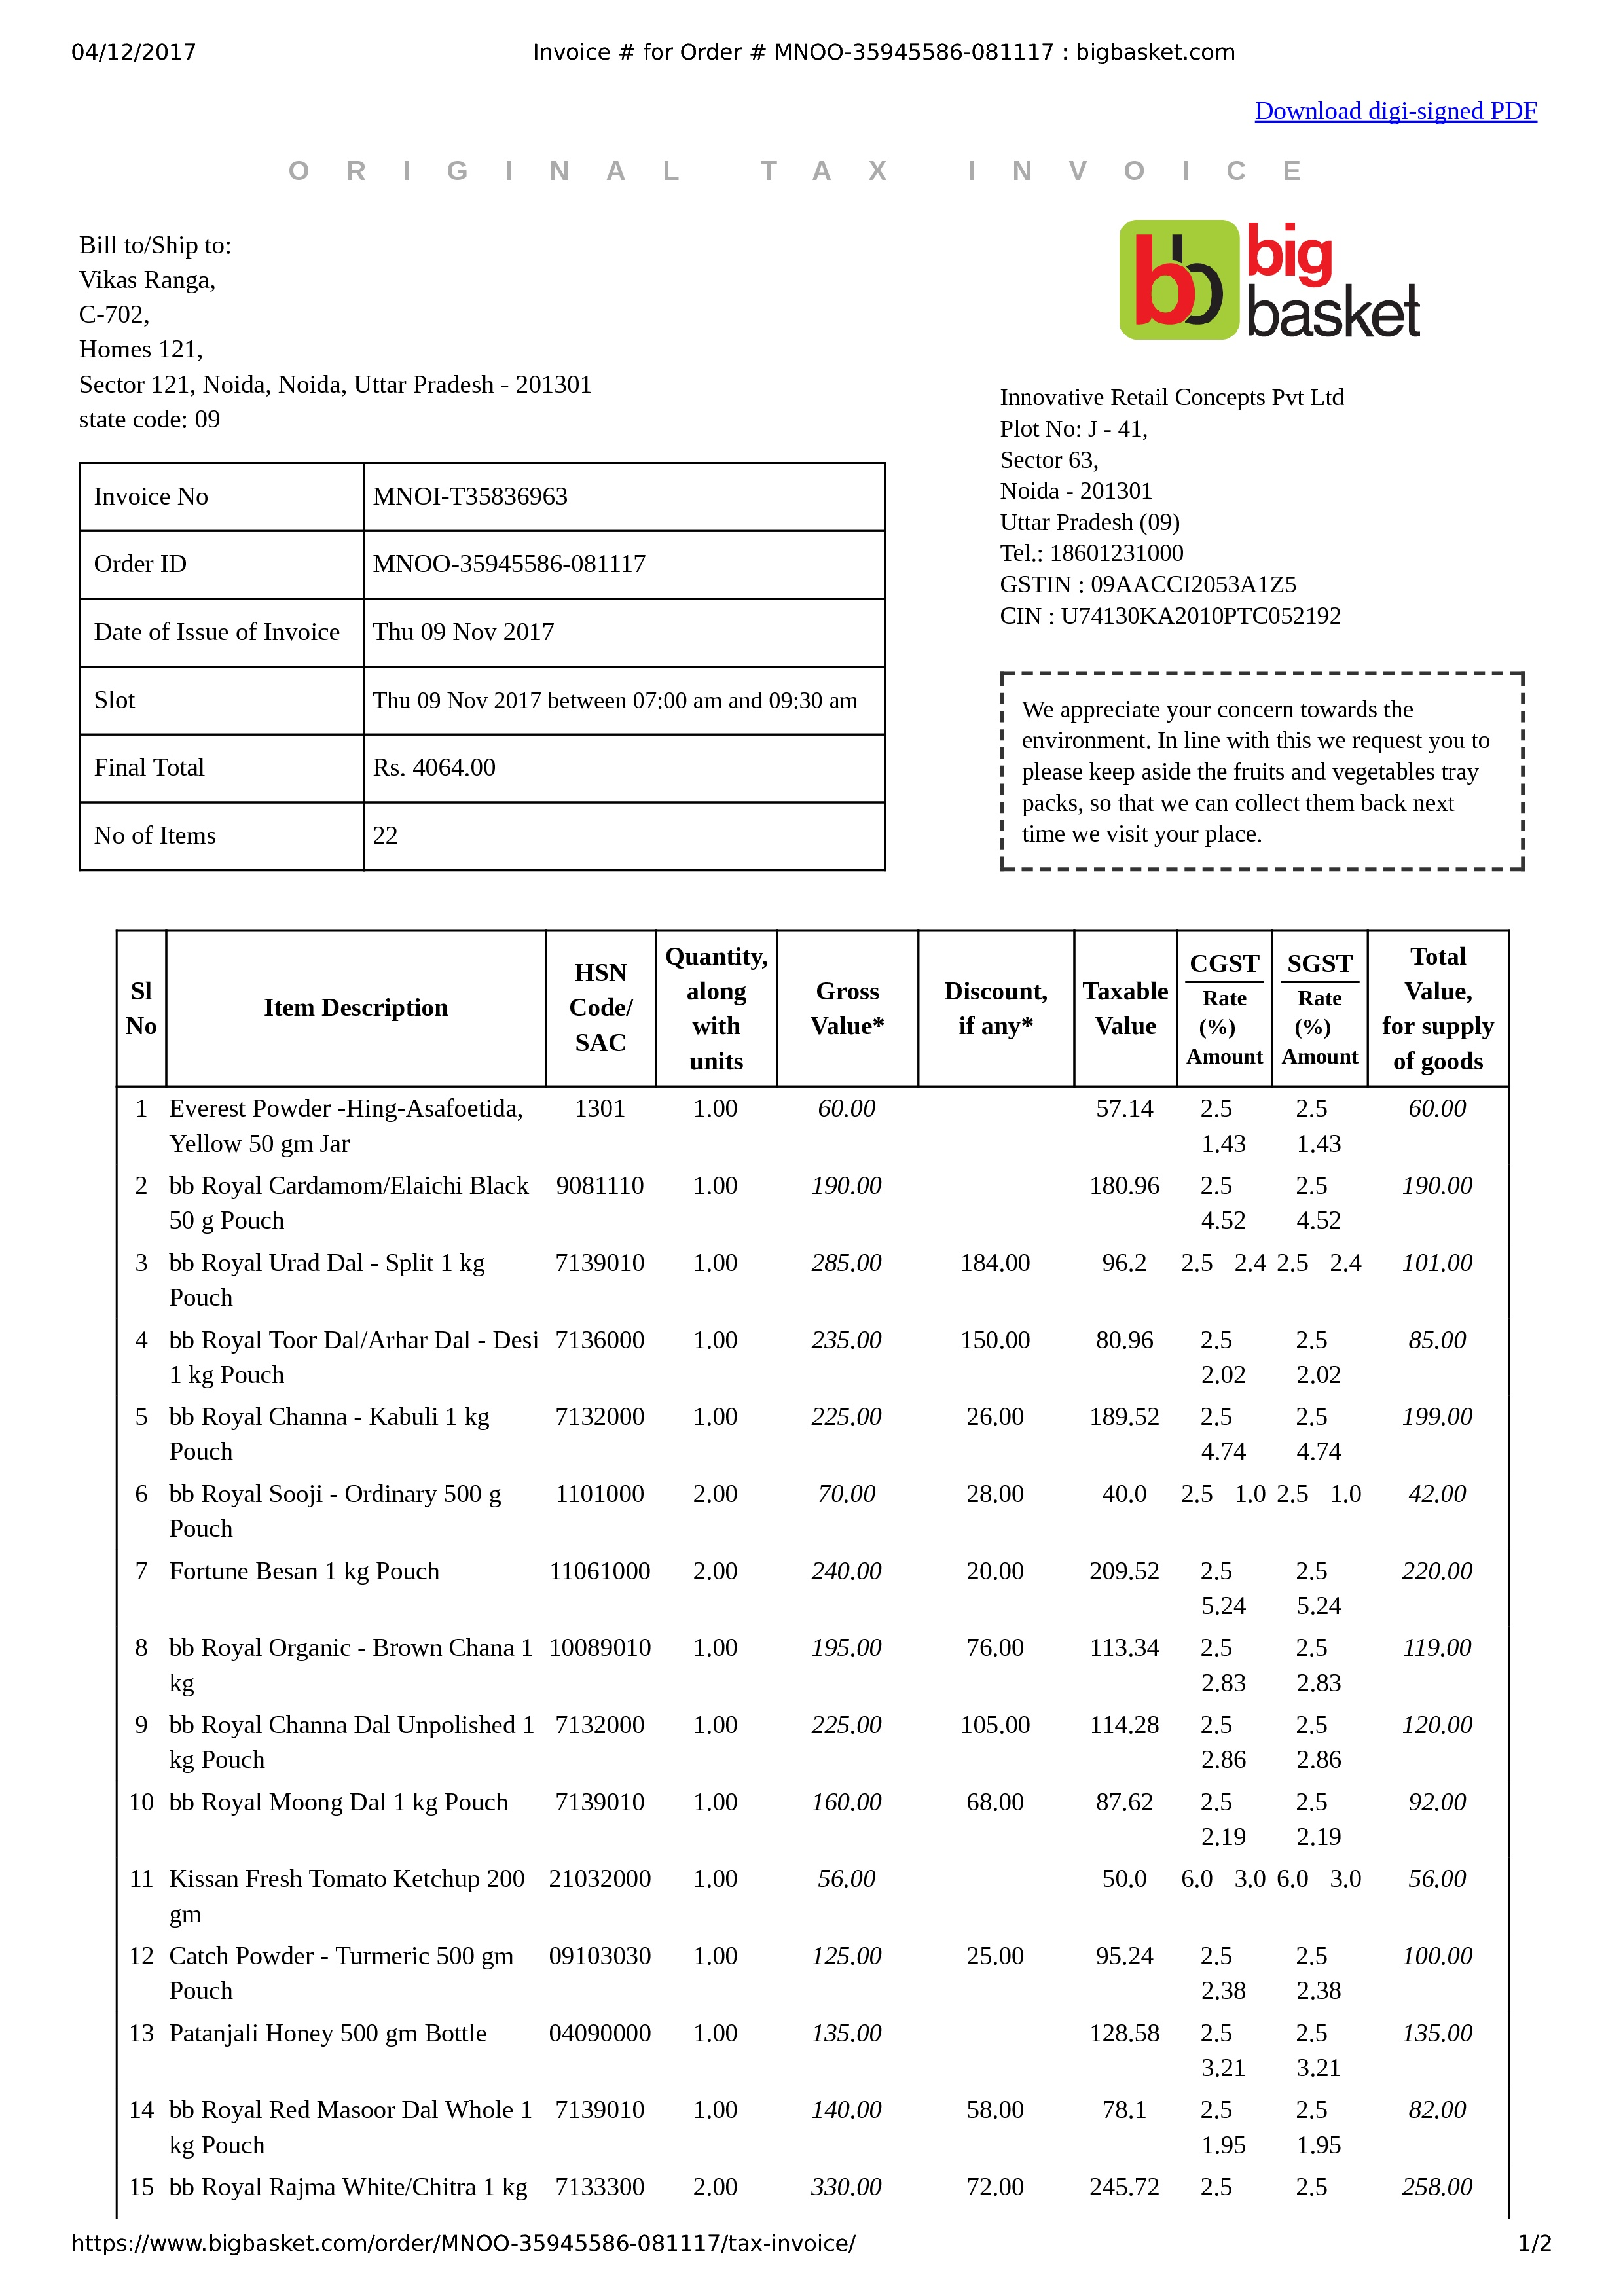 04/12/2017 Invoice # for Order # MNOO-35945586-081117 : bigbasket.com
Download digi-signed PDF
ORIGINAL TAX INVOICE
Bill to/Ship to:
Vikas Ranga,
C-702,
Homes 121,
Sector 121, Noida, Noida, Uttar Pradesh - 201301
state code: 09
bb big
basket
Innovative Retail Concepts Pvt Ltd
Plot No: J - 41,
Sector 63,
Noida - 201301
Uttar Pradesh (09)
Tel.: 18601231000
GSTIN : 09AACCI2053A1Z5
CIN : U74130KA2010PTC052192
Invoice No MNOI-T35836963
Order ID MNOO-35945586-081117
Date of Issue of Invoice Thu 09 Nov 2017
Slot Thu 09 Nov 2017 between 07:00 am and 09:30 am
Final Total Rs. 4064.00
No of Items 22
We appreciate your concern towards the
environment. In line with this we request you to
please keep aside the fruits and vegetables tray
packs, so that we can collect them back next
time we visit your place.
Sl No Item Description HSN Code/ SAC Quantity, along with units Gross Value* Discount, if any* Taxable Value CGST Rate (%) Amount SGST Rate (%) Amount Total Value, for supply of goods
1 Everest Powder -Hing-Asafoetida, 1301 1.00 60.00 57.14 2.5 2.5 60.00
Yellow 50 gm Jar 1.43 1.43
2 bb Royal Cardamom/Elaichi Black 9081110 1.00 190.00 180.96 2.5 2.5 190.00
50 g Pouch 4.52 4.52
3 bb Royal Urad Dal - Split 1 kg 7139010 1.00 285.00 184.00 96.2 2.5 2.4 2.5 2.4 101.00
Pouch
4 bb Royal Toor Dal/Arhar Dal - Desi 7136000 1.00 235.00 150.00 80.96 2.5 2.5 85.00
1 kg Pouch 2.02 2.02
5 bb Royal Channa - Kabuli 1 kg 7132000 1.00 225.00 26.00 189.52 2.5 2.5 199.00
Pouch 4.74 4.74
6 bb Royal Sooji - Ordinary 500 g 1101000 2.00 70.00 28.00 40.0 2.5 1.0 2.5 1.0 42.00
Pouch
7 Fortune Besan 1 kg Pouch 11061000 2.00 240.00 20.00 209.52 2.5 2.5 220.00
5.24 5.24
8 bb Royal Organic - Brown Chana 1 10089010 1.00 195.00 76.00 113.34 2.5 2.5 119.00
kg 2.83 2.83
9 bb Royal Channa Dal Unpolished 1 7132000 1.00 225.00 105.00 114.28 2.5 2.5 120.00
kg Pouch 2.86 2.86
10 bb Royal Moong Dal 1 kg Pouch 7139010 1.00 160.00 68.00 87.62 2.5 2.5 92.00
2.19 2.19
11 Kissan Fresh Tomato Ketchup 200 21032000 1.00 56.00 50.0 6.0 3.0 6.0 3.0 56.00
gm
12 Catch Powder - Turmeric 500 gm 09103030 1.00 125.00 25.00 95.24 2.5 2.5 100.00
Pouch 2.38 2.38
13 Patanjali Honey 500 gm Bottle 04090000 1.00 135.00 128.58 2.5 2.5 135.00
3.21 3.21
14 bb Royal Red Masoor Dal Whole 1 7139010 1.00 140.00 58.00 78.1 2.5 2.5 82.00
kg Pouch 1.95 1.95
15 bb Royal Rajma White/Chitra 1 kg 7133300 2.00 330.00 72.00 245.72 2.5 2.5 258.00
https://www.bigbasket.com/order/MNOO-35945586-081117/tax-invoice/ 1/2